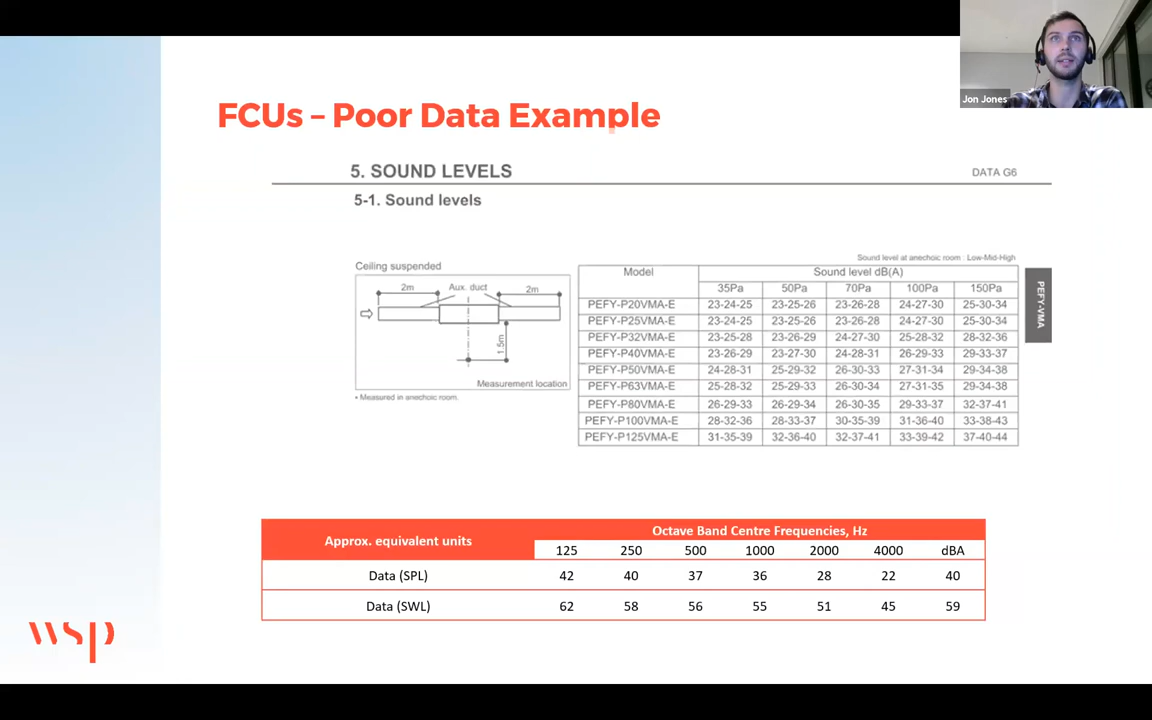 Jon Jones
FCUs – Poor Data Example
5. SOUND LEVELS
DATA G6
5-1. Sound levels
Sound level at anechoic room : Low-Mid-High
Ceiling suspended
2m Aux. duct 2m
1.5m
Measurement location
• Measured in anechoic room.
Model Sound level dB(A)
35Pa 50Pa 70Pa 100Pa 150Pa
PEFY-P20VMA-E 23-24-25 23-25-26 23-26-28 24-27-30 25-30-34
PEFY-P25VMA-E 23-24-25 23-25-26 23-26-28 24-27-30 25-30-34
PEFY-P32VMA-E 23-25-28 23-26-29 24-27-30 25-28-32 28-32-36
PEFY-P40VMA-E 23-26-29 23-27-30 24-28-31 26-29-33 29-33-37
PEFY-P50VMA-E 24-28-31 25-29-32 26-30-33 27-31-34 29-34-38
PEFY-P63VMA-E 25-28-32 25-29-33 26-30-34 27-31-35 29-34-38
PEFY-P80VMA-E 26-29-33 26-29-34 26-30-35 29-33-37 32-37-41
PEFY-P100VMA-E 28-32-36 28-33-37 30-35-39 31-36-40 33-38-43
PEFY-P125VMA-E 31-35-39 32-36-40 32-37-41 33-39-42 37-40-44
PEFY-VMA
Approx. equivalent units Octave Band Centre Frequencies, Hz
125 250 500 1000 2000 4000 dBA
Data (SPL) 42 40 37 36 28 22 40
Data (SWL) 62 58 56 55 51 45 59
wsp